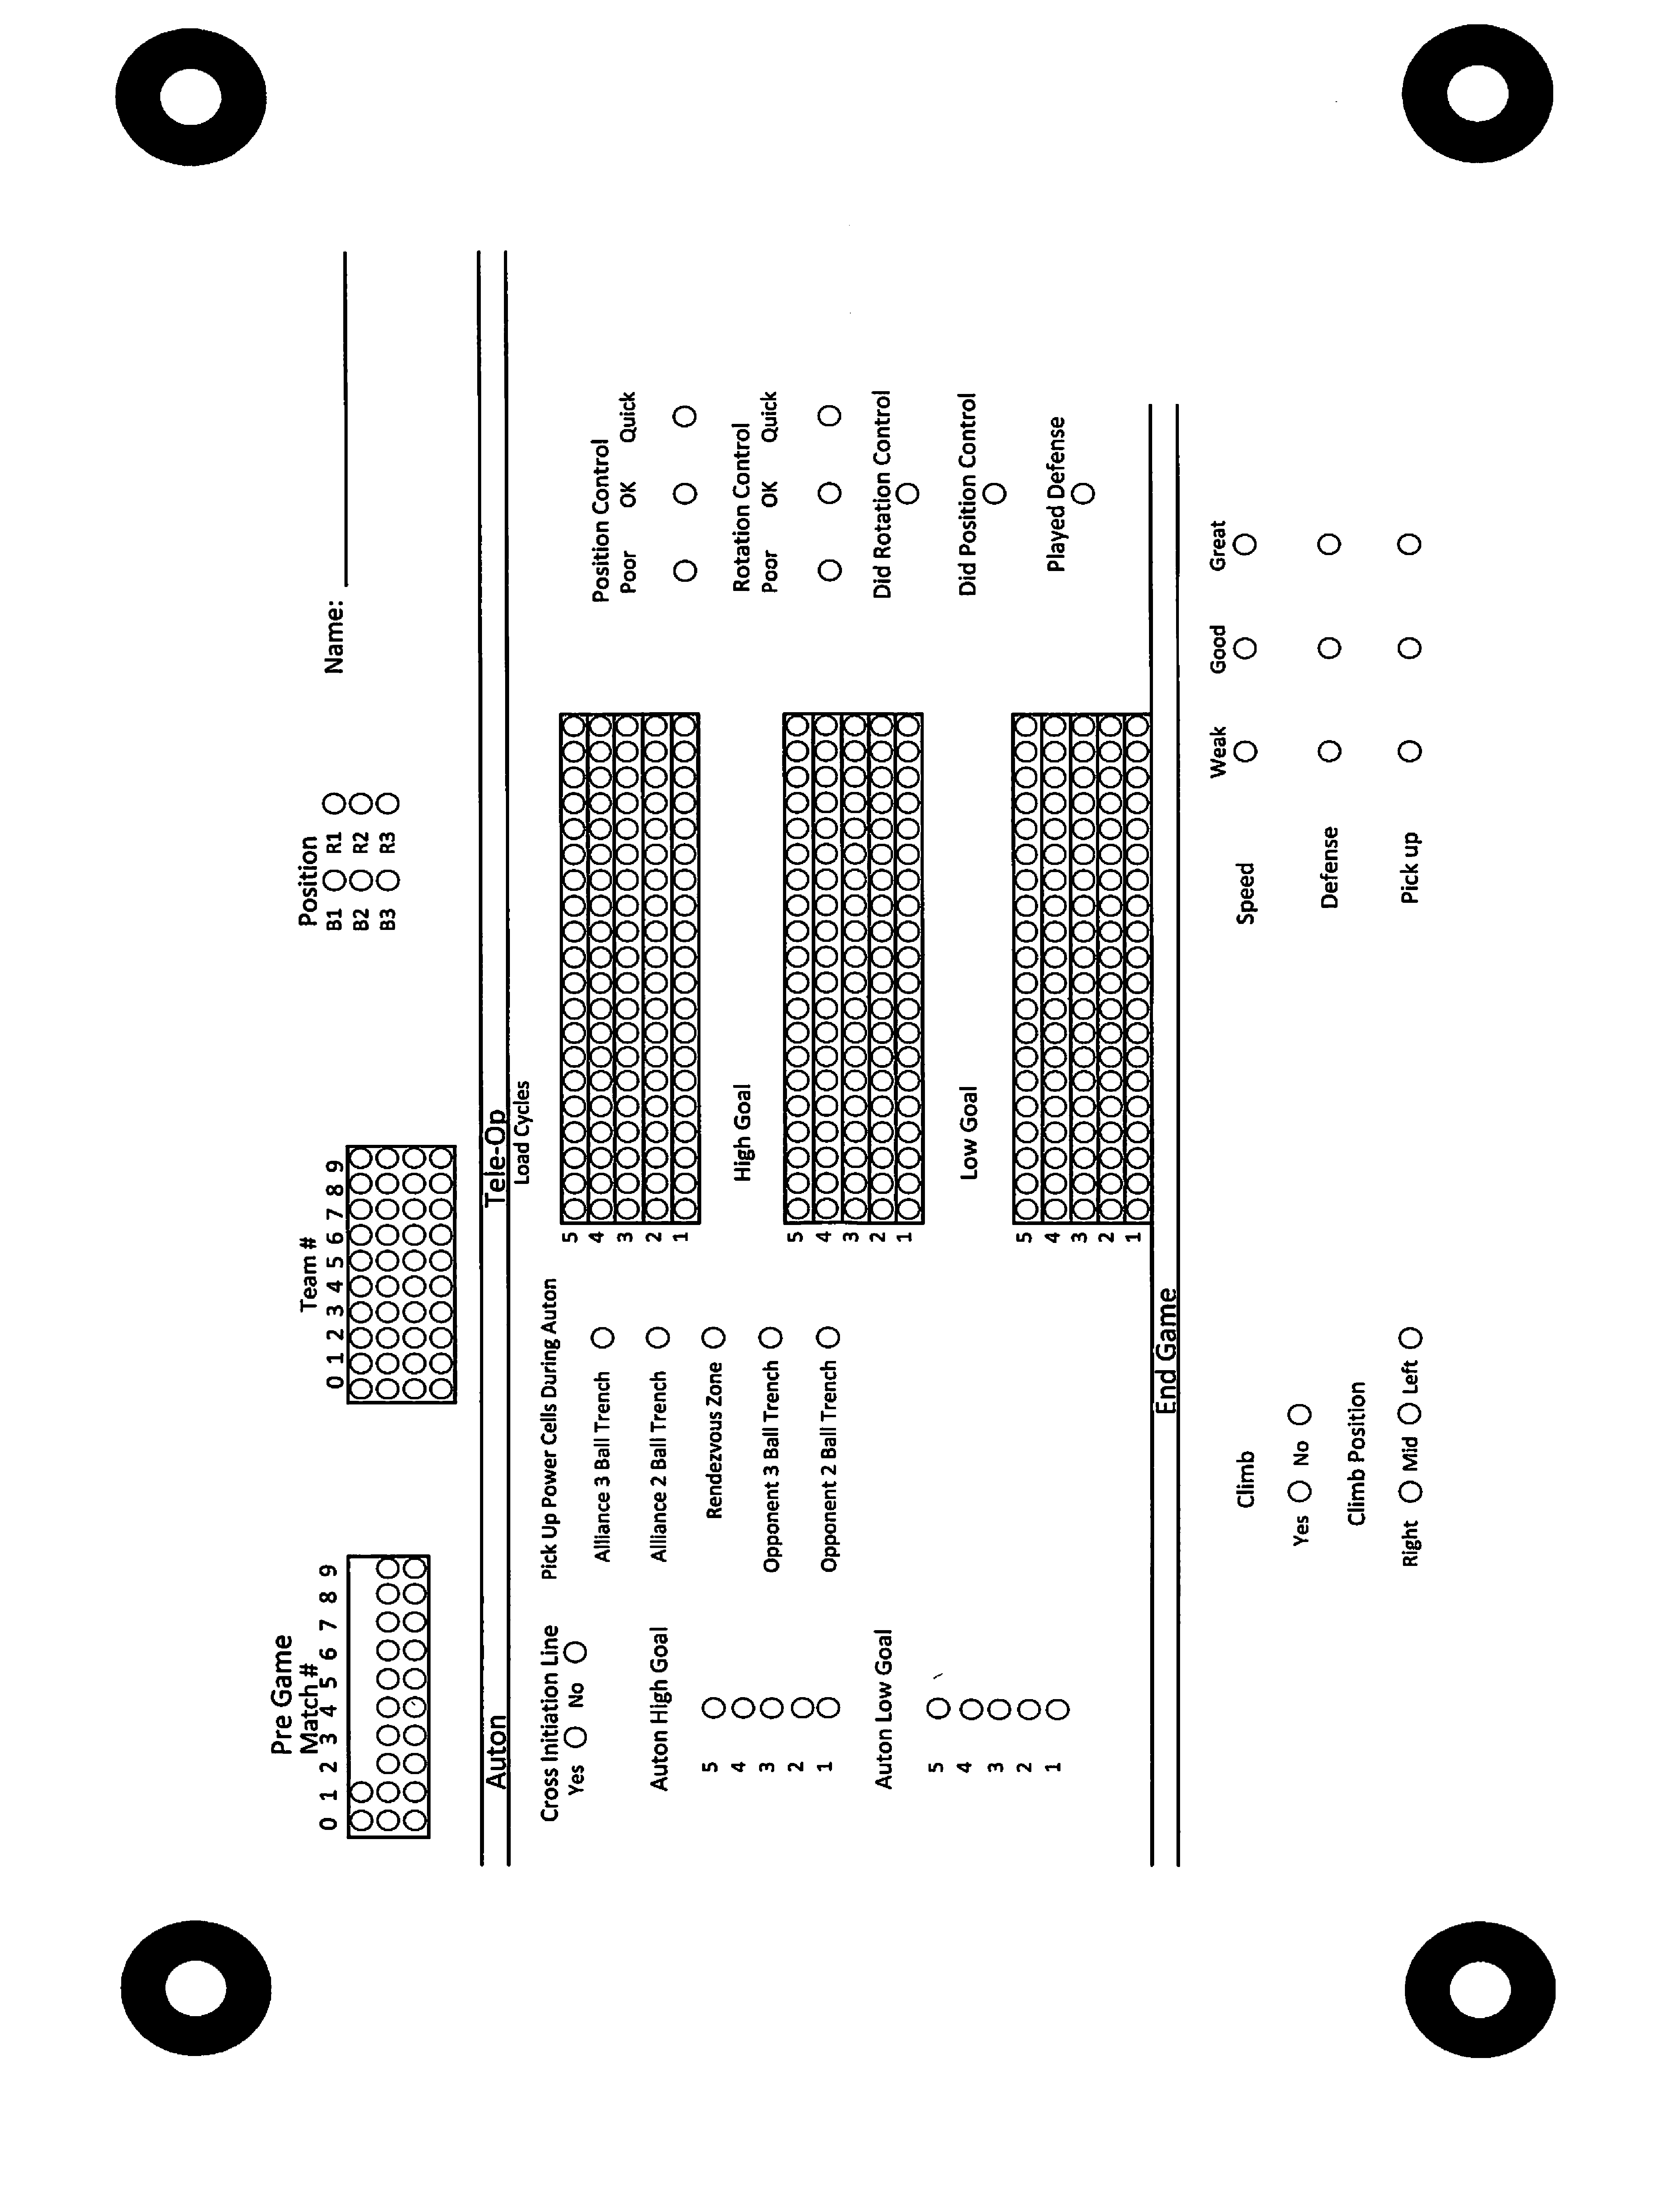 Pre Game
Match #
0 1 2 3 4 5 6 7 8 9
Team #
0 1 2 3 4 5 6 7 8 9
Position
B1 R1
B2 R2
B3 R3
Name:
Auton
Cross Initiation Line
Yes No
Auton High Goal
5
4
3
2
1
Auton Low Goal
5
4
3
2
1
Pick Up Power Cells During Auton
Alliance 3 Ball Trench
Alliance 2 Ball Trench
Rendezvous Zone
Opponent 3 Ball Trench
Opponent 2 Ball Trench
Tele-Op
Load Cycles
5
4
3
2
1
High Goal
5
4
3
2
1
Low Goal
5
4
3
2
1
Position Control
Poor OK Quick
Rotation Control
Poor OK Quick
Did Rotation Control
Did Position Control
Played Defense
End Game
Climb
Yes No
Climb Position
Right Mid Left
Weak Good Great
Speed
Defense
Pick up